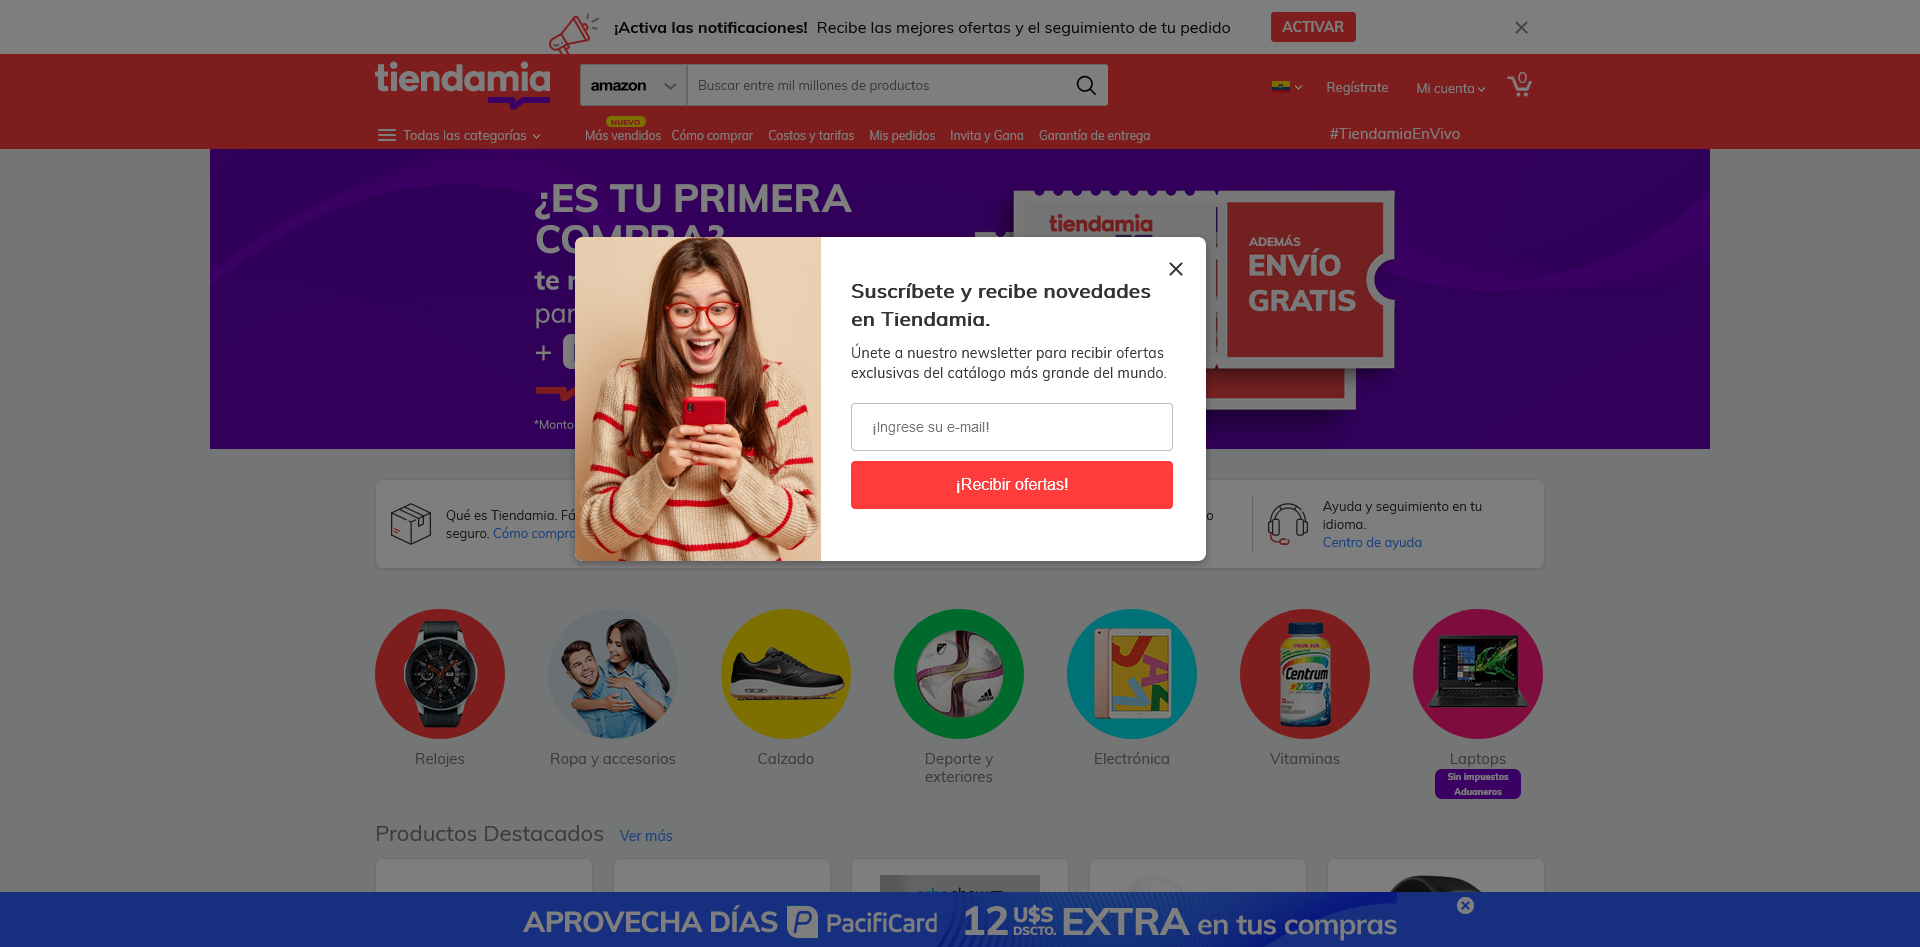 ¡Activa las notificaciones! Recibe las mejores ofertas y el seguimiento de tu pedido
ACTIVAR
tiendamia
amazon
Buscar entre mil millones de productos
Regístrate
Mi cuenta
0
Todas las categorías
NUEVO
Más vendidos
Cómo comprar
Costos y tarifas
Mis pedidos
Invita y Gana
Garantía de entrega
#TiendamiaEnVivo
¿ES TU PRIMERA
COMPRA?
te
par
+
*Monto
tiendamia
ADEMÁS
ENVÍO
GRATIS
Suscríbete y recibe novedades
en Tiendamia.
Únete a nuestro newsletter para recibir ofertas
exclusivas del catálogo más grande del mundo.
¡Ingrese su e-mail!
¡Recibir ofertas!
Qué es Tiendamia. Fá
seguro. Cómo compra
o
Ayuda y seguimiento en tu
idioma.
Centro de ayuda
Centrum
Relojes
Ropa y accesorios
Calzado
Deporte y
exteriores
Electrónica
Vitaminas
Laptops
Sin impuestos
Aduaneros
Productos Destacados
Ver más
APROVECHA DÍAS PacifiCard 12 U$S DSCTO. EXTRA en tus compras